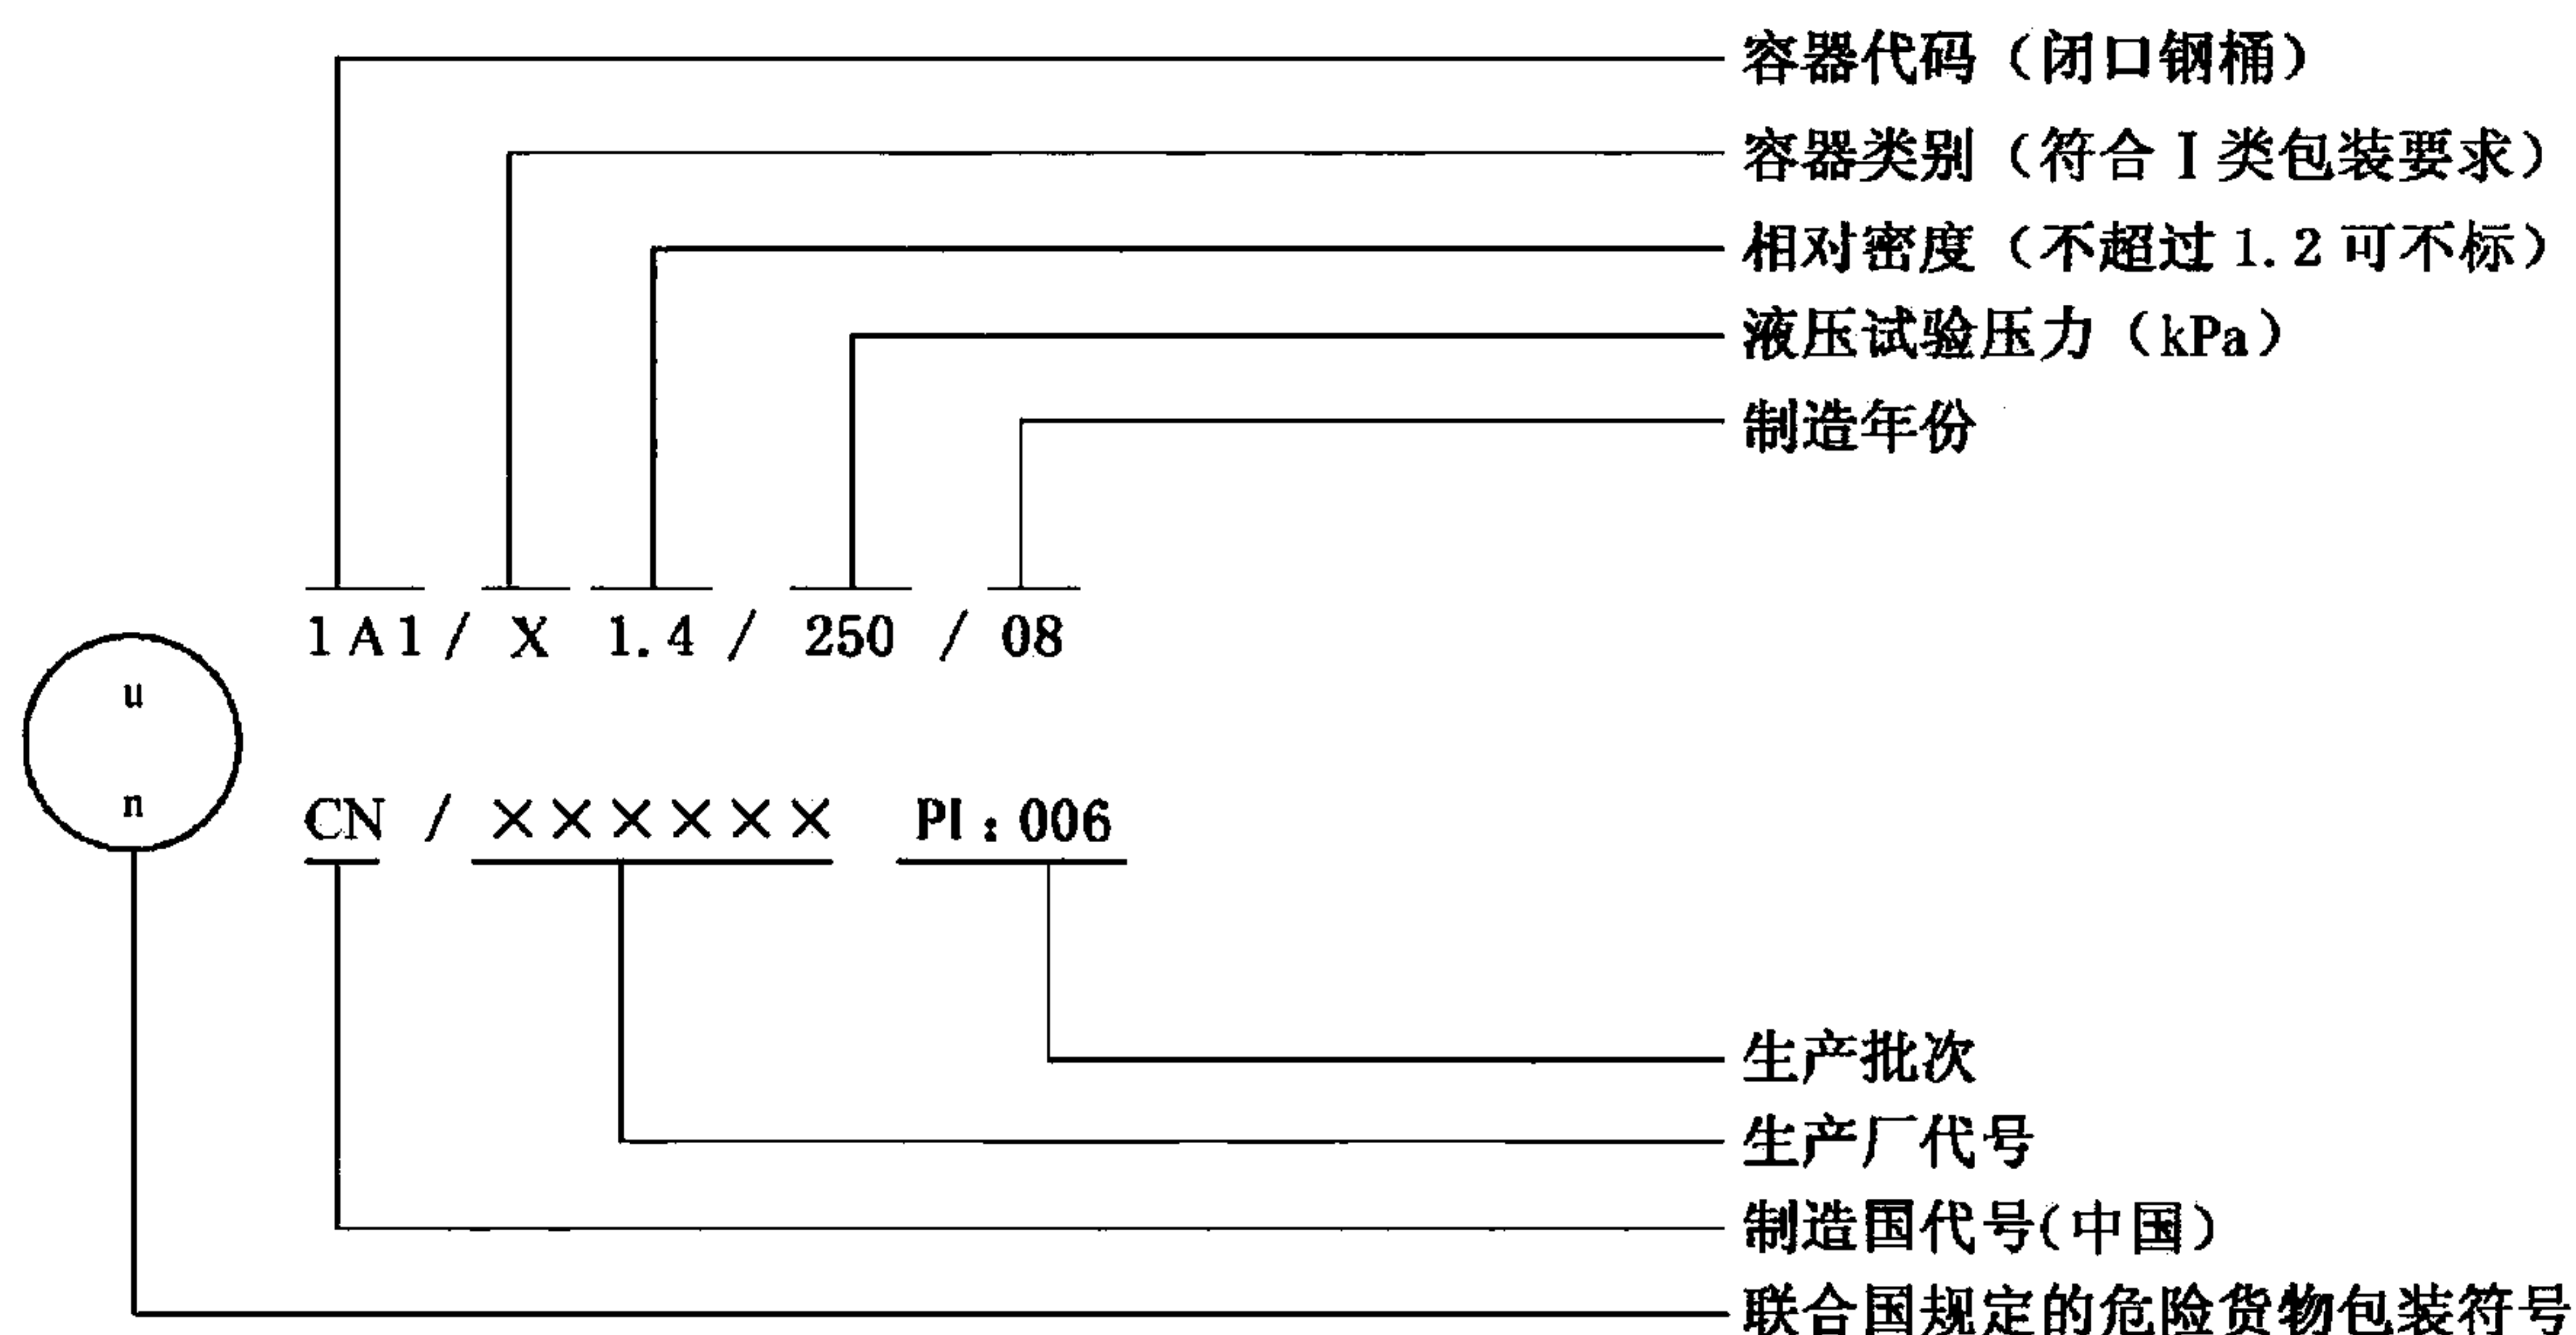 容器代码（闭口钢桶）
容器类别（符合Ⅰ类包装要求）
相对密度（不超过1.2可不标）
液压试验压力（kPa）
制造年份
1A1/ X 1.4 / 250 / 08
u
n
CN / ×××××× PI：006
生产批次
生产厂代号
制造国代号(中国)
联合国规定的危险货物包装符号